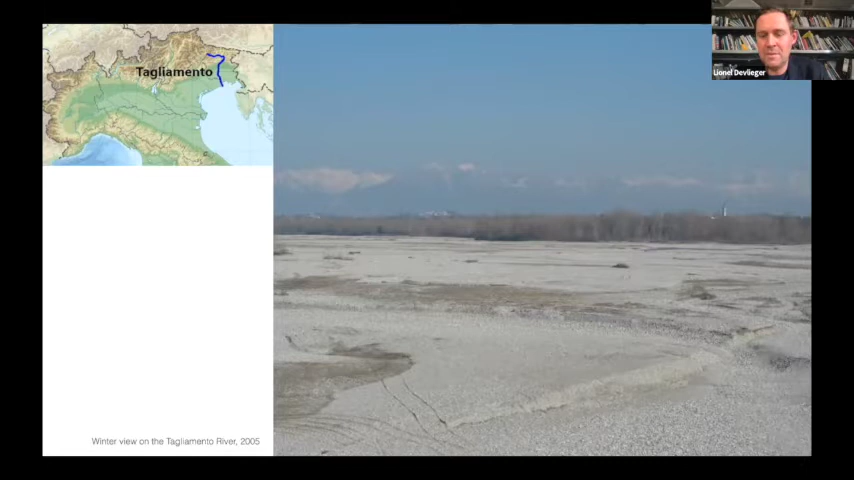 Tagliamento
Lionel Devlieger
Winter view on the Tagliamento River, 2005